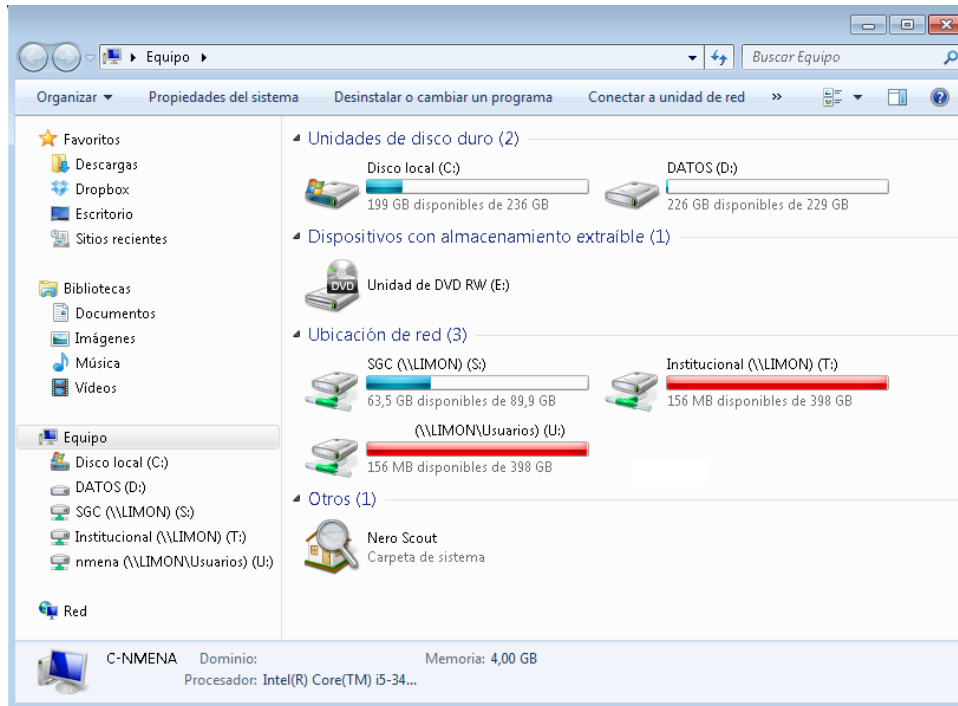 Equipo
Buscar Equipo
Organizar
Propiedades del sistema
Desinstalar o cambiar un programa
Conectar a unidad de red
»
Favoritos
Descargas
Dropbox
Escritorio
Sitios recientes
Bibliotecas
Documentos
Imágenes
Música
Vídeos
Equipo
Disco local (C:)
DATOS (D:)
SGC (\\LIMON) (S:)
Institucional (\\LIMON) (T:)
nmena (\\LIMON\Usuarios) (U:)
Red
Unidades de disco duro (2)
Disco local (C:)
199 GB disponibles de 236 GB
DATOS (D:)
226 GB disponibles de 229 GB
Dispositivos con almacenamiento extraíble (1)
DVD
Unidad de DVD RW (E:)
Ubicación de red (3)
SGC (\\LIMON) (S:)
63,5 GB disponibles de 89,9 GB
Institucional (\\LIMON) (T:)
156 MB disponibles de 398 GB
(\\LIMON\Usuarios) (U:)
156 MB disponibles de 398 GB
Otros (1)
Nero Scout
Carpeta de sistema
C-NMENA Dominio: Memoria: 4,00 GB
Procesador: Intel(R) Core(TM) i5-34...